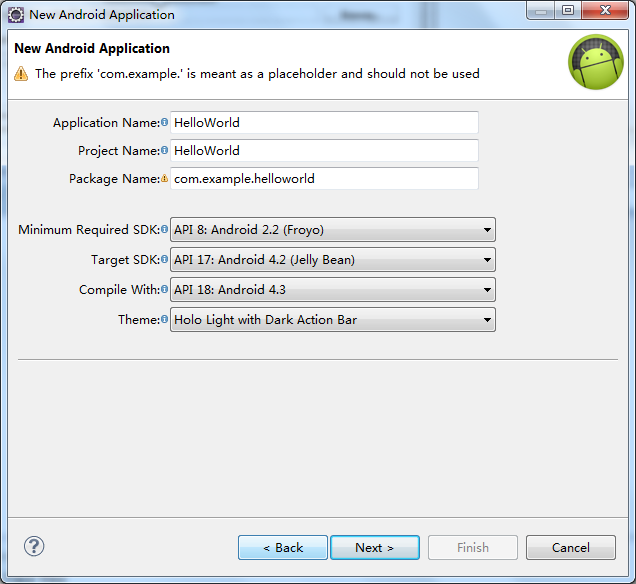 New Android Application
New Android Application
The prefix 'com.example.' is meant as a placeholder and should not be used
Application Name: HelloWorld
Project Name: HelloWorld
Package Name: com.example.helloworld
Minimum Required SDK: API 8: Android 2.2 (Froyo)
Target SDK: API 17: Android 4.2 (Jelly Bean)
Compile With: API 18: Android 4.3
Theme: Holo Light with Dark Action Bar
< Back Next > Finish Cancel